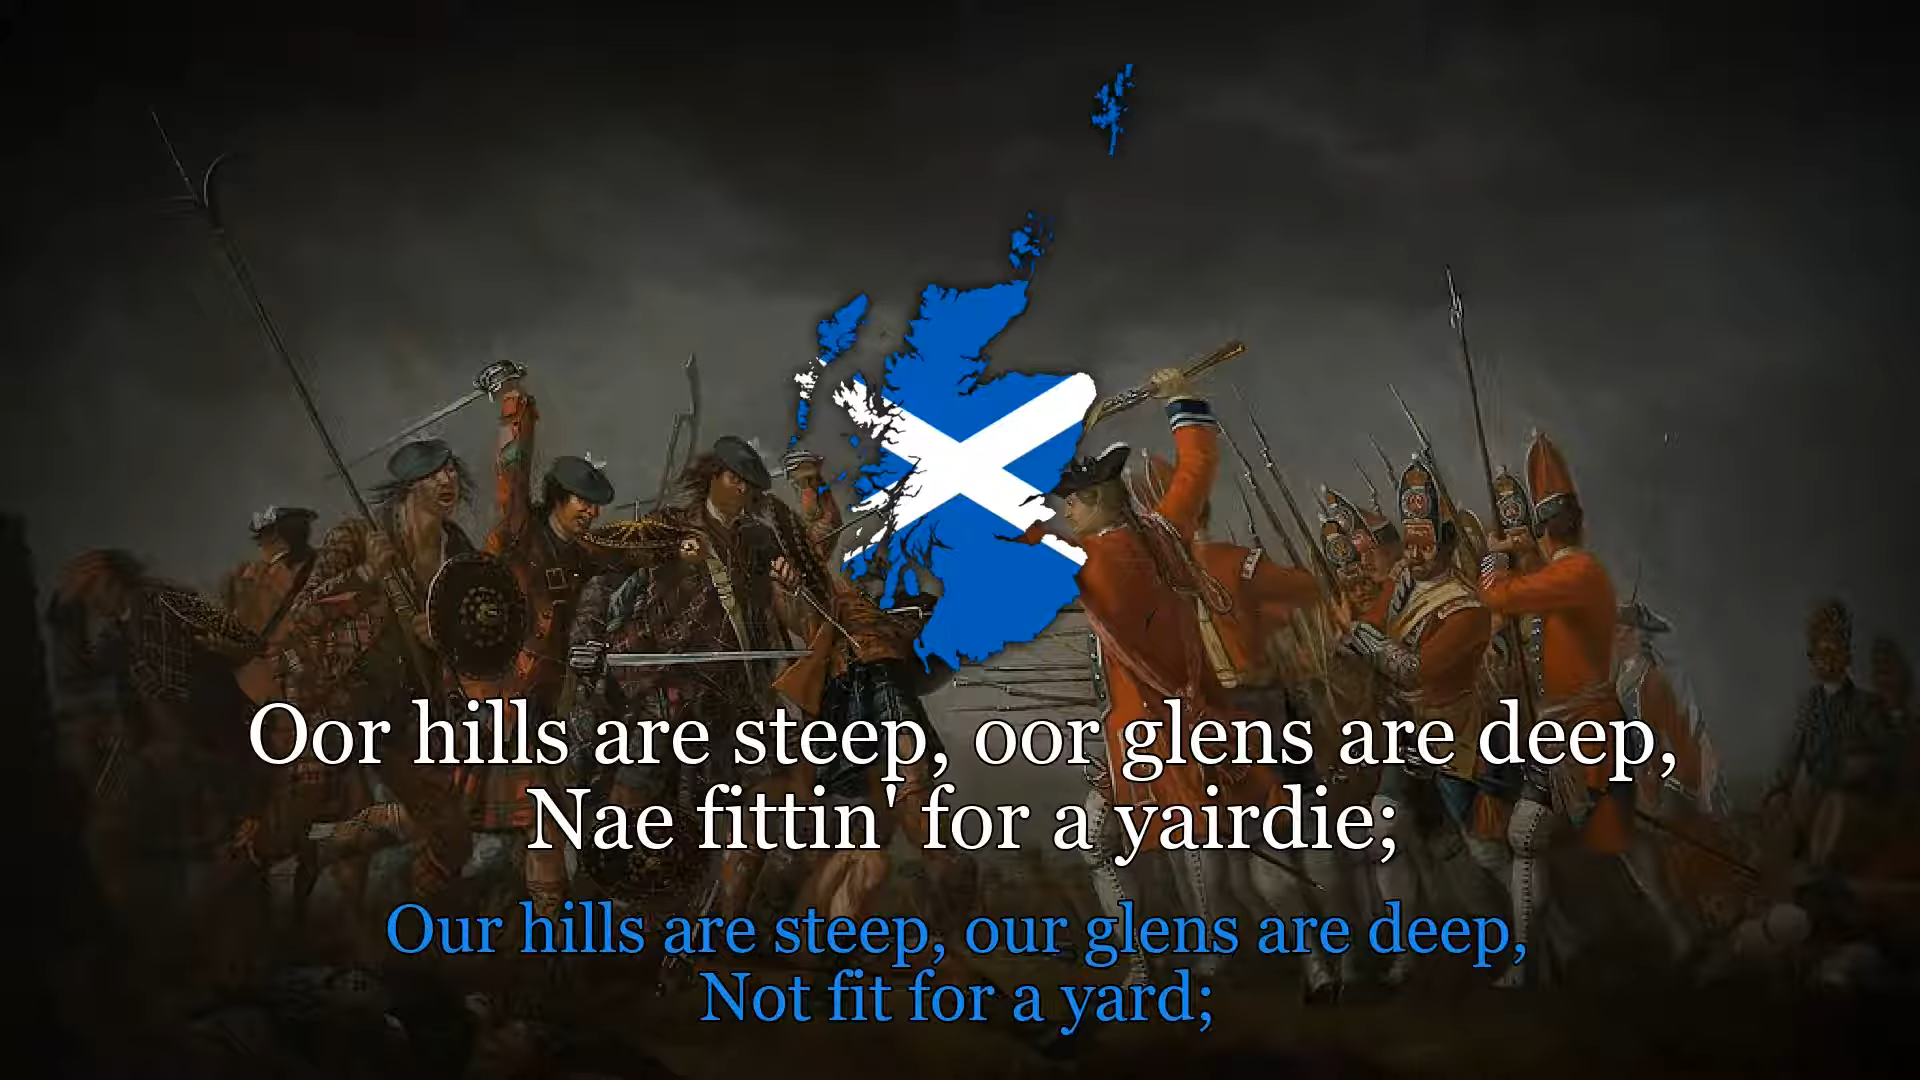 Oor hills are steep, oor glens are deep,
Nae fittin' for a yairdie;
Our hills are steep, our glens are deep,
Not fit for a yard;